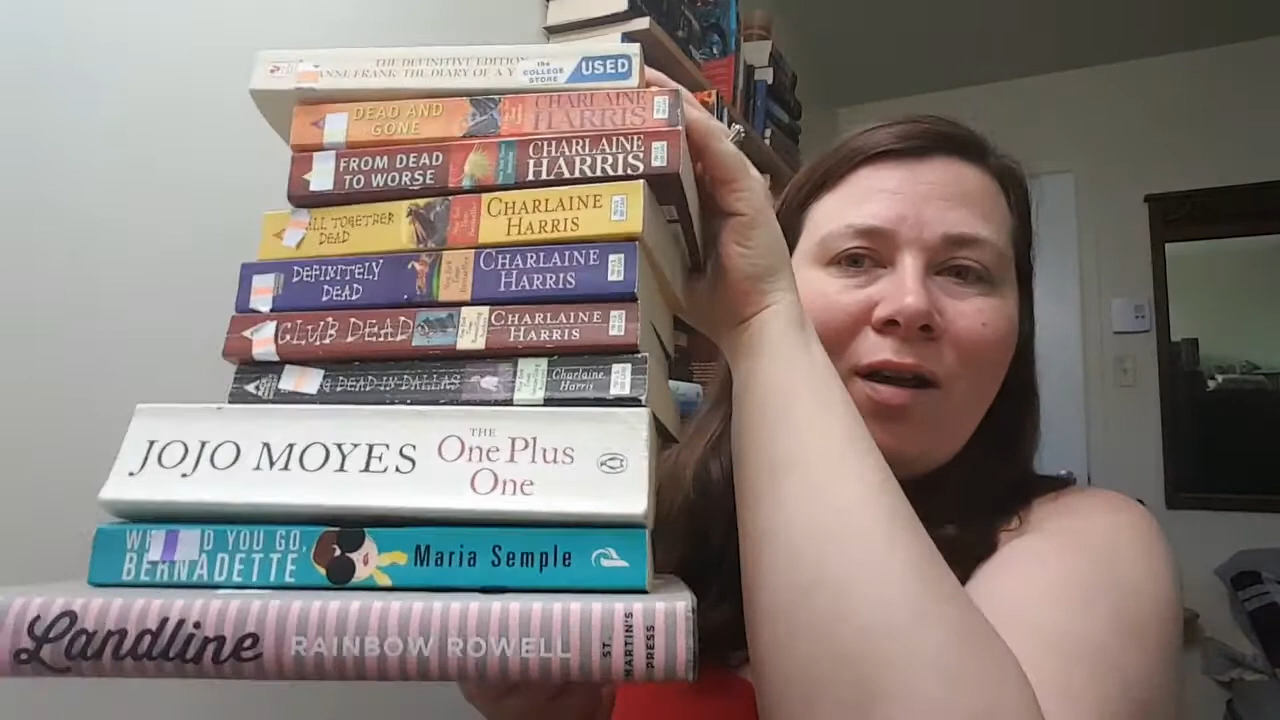 THE DEFINITIVE EDITION
ANNE FRANK: THE DIARY OF A Y
the
COLLEGE
STORE
USED
DEAD AND
GONE
CHARLAINE
HARRIS
FROM DEAD
TO WORSE
CHARLAINE
HARRIS
ALL TOGETHER
DEAD
CHARLAINE
HARRIS
DEFINITELY
DEAD
CHARLAINE
HARRIS
CLUB DEAD
CHARLAINE
HARRIS
DEAD IN DALLAS
Charlaine
Harris
JOJO MOYES
THE
One Plus
One
D YOU GO,
BERNADETTE
Maria Semple
Landline
RAINBOW ROWELL
ST.
MARTIN'S
PRESS